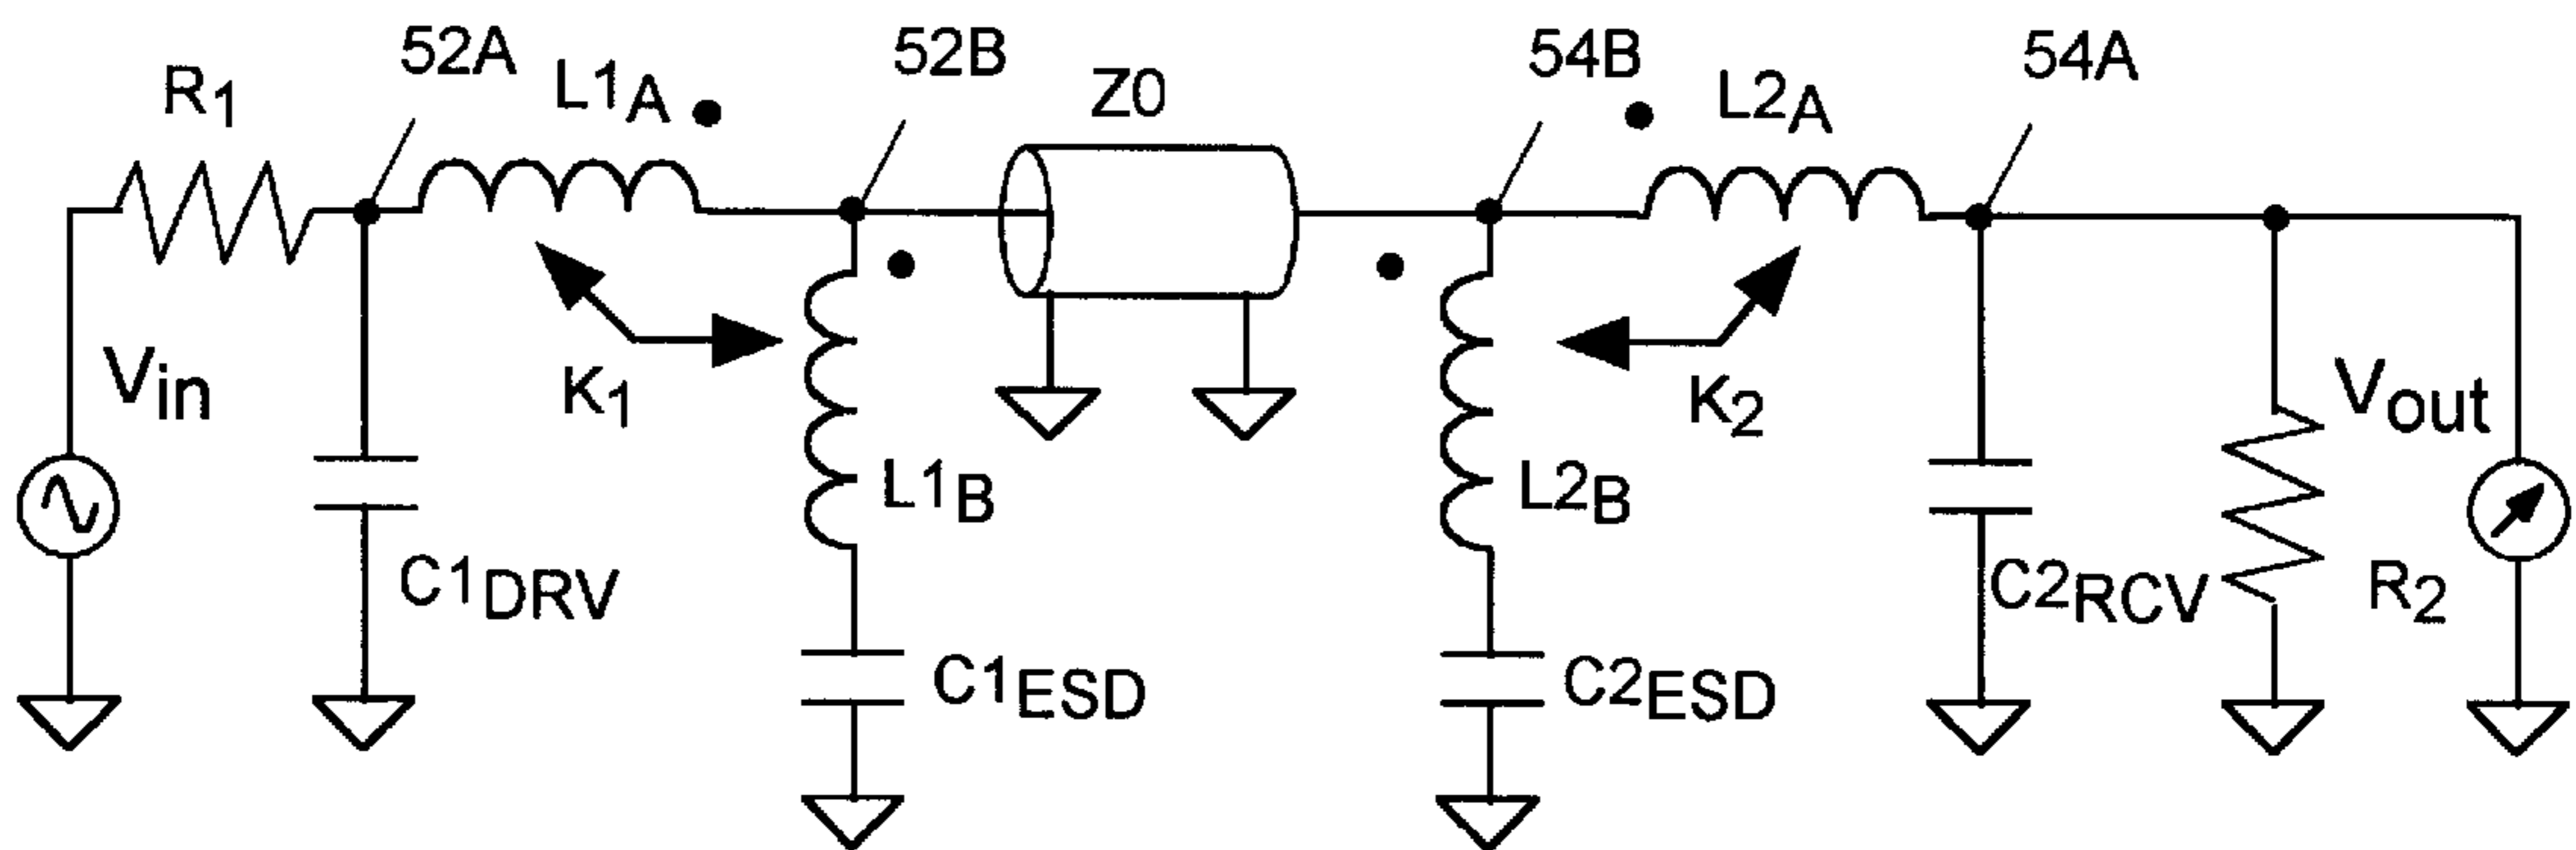 52A
52B
54B
54A
R1
L1A
Z0
L2A
Vin
K1
K2
Vout
L1B
L2B
C1DRV
C2RCV
R2
C1ESD
C2ESD